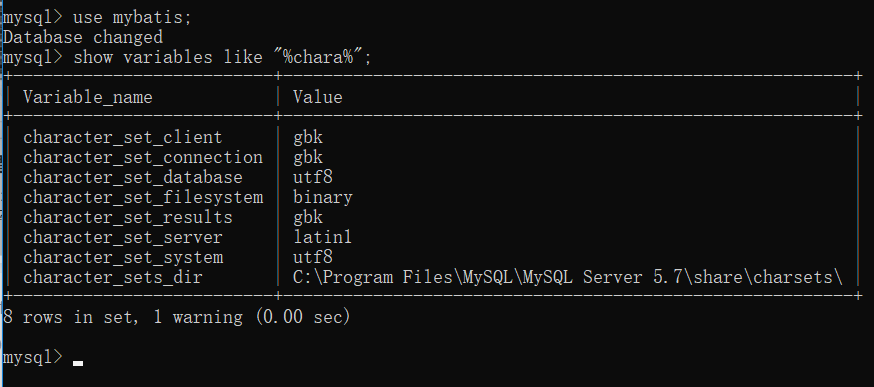 mysql> use mybatis;
Database changed
mysql> show variables like "%chara%";
+--------------------------+---------------------------------------------------------+
| Variable_name | Value |
+--------------------------+---------------------------------------------------------+
| character_set_client | gbk |
| character_set_connection | gbk |
| character_set_database | utf8 |
| character_set_filesystem | binary |
| character_set_results | gbk |
| character_set_server | latin1 |
| character_set_system | utf8 |
| character_sets_dir | C:\Program Files\MySQL\MySQL Server 5.7\share\charsets\ |
+--------------------------+---------------------------------------------------------+
8 rows in set, 1 warning (0.00 sec)
mysql> _